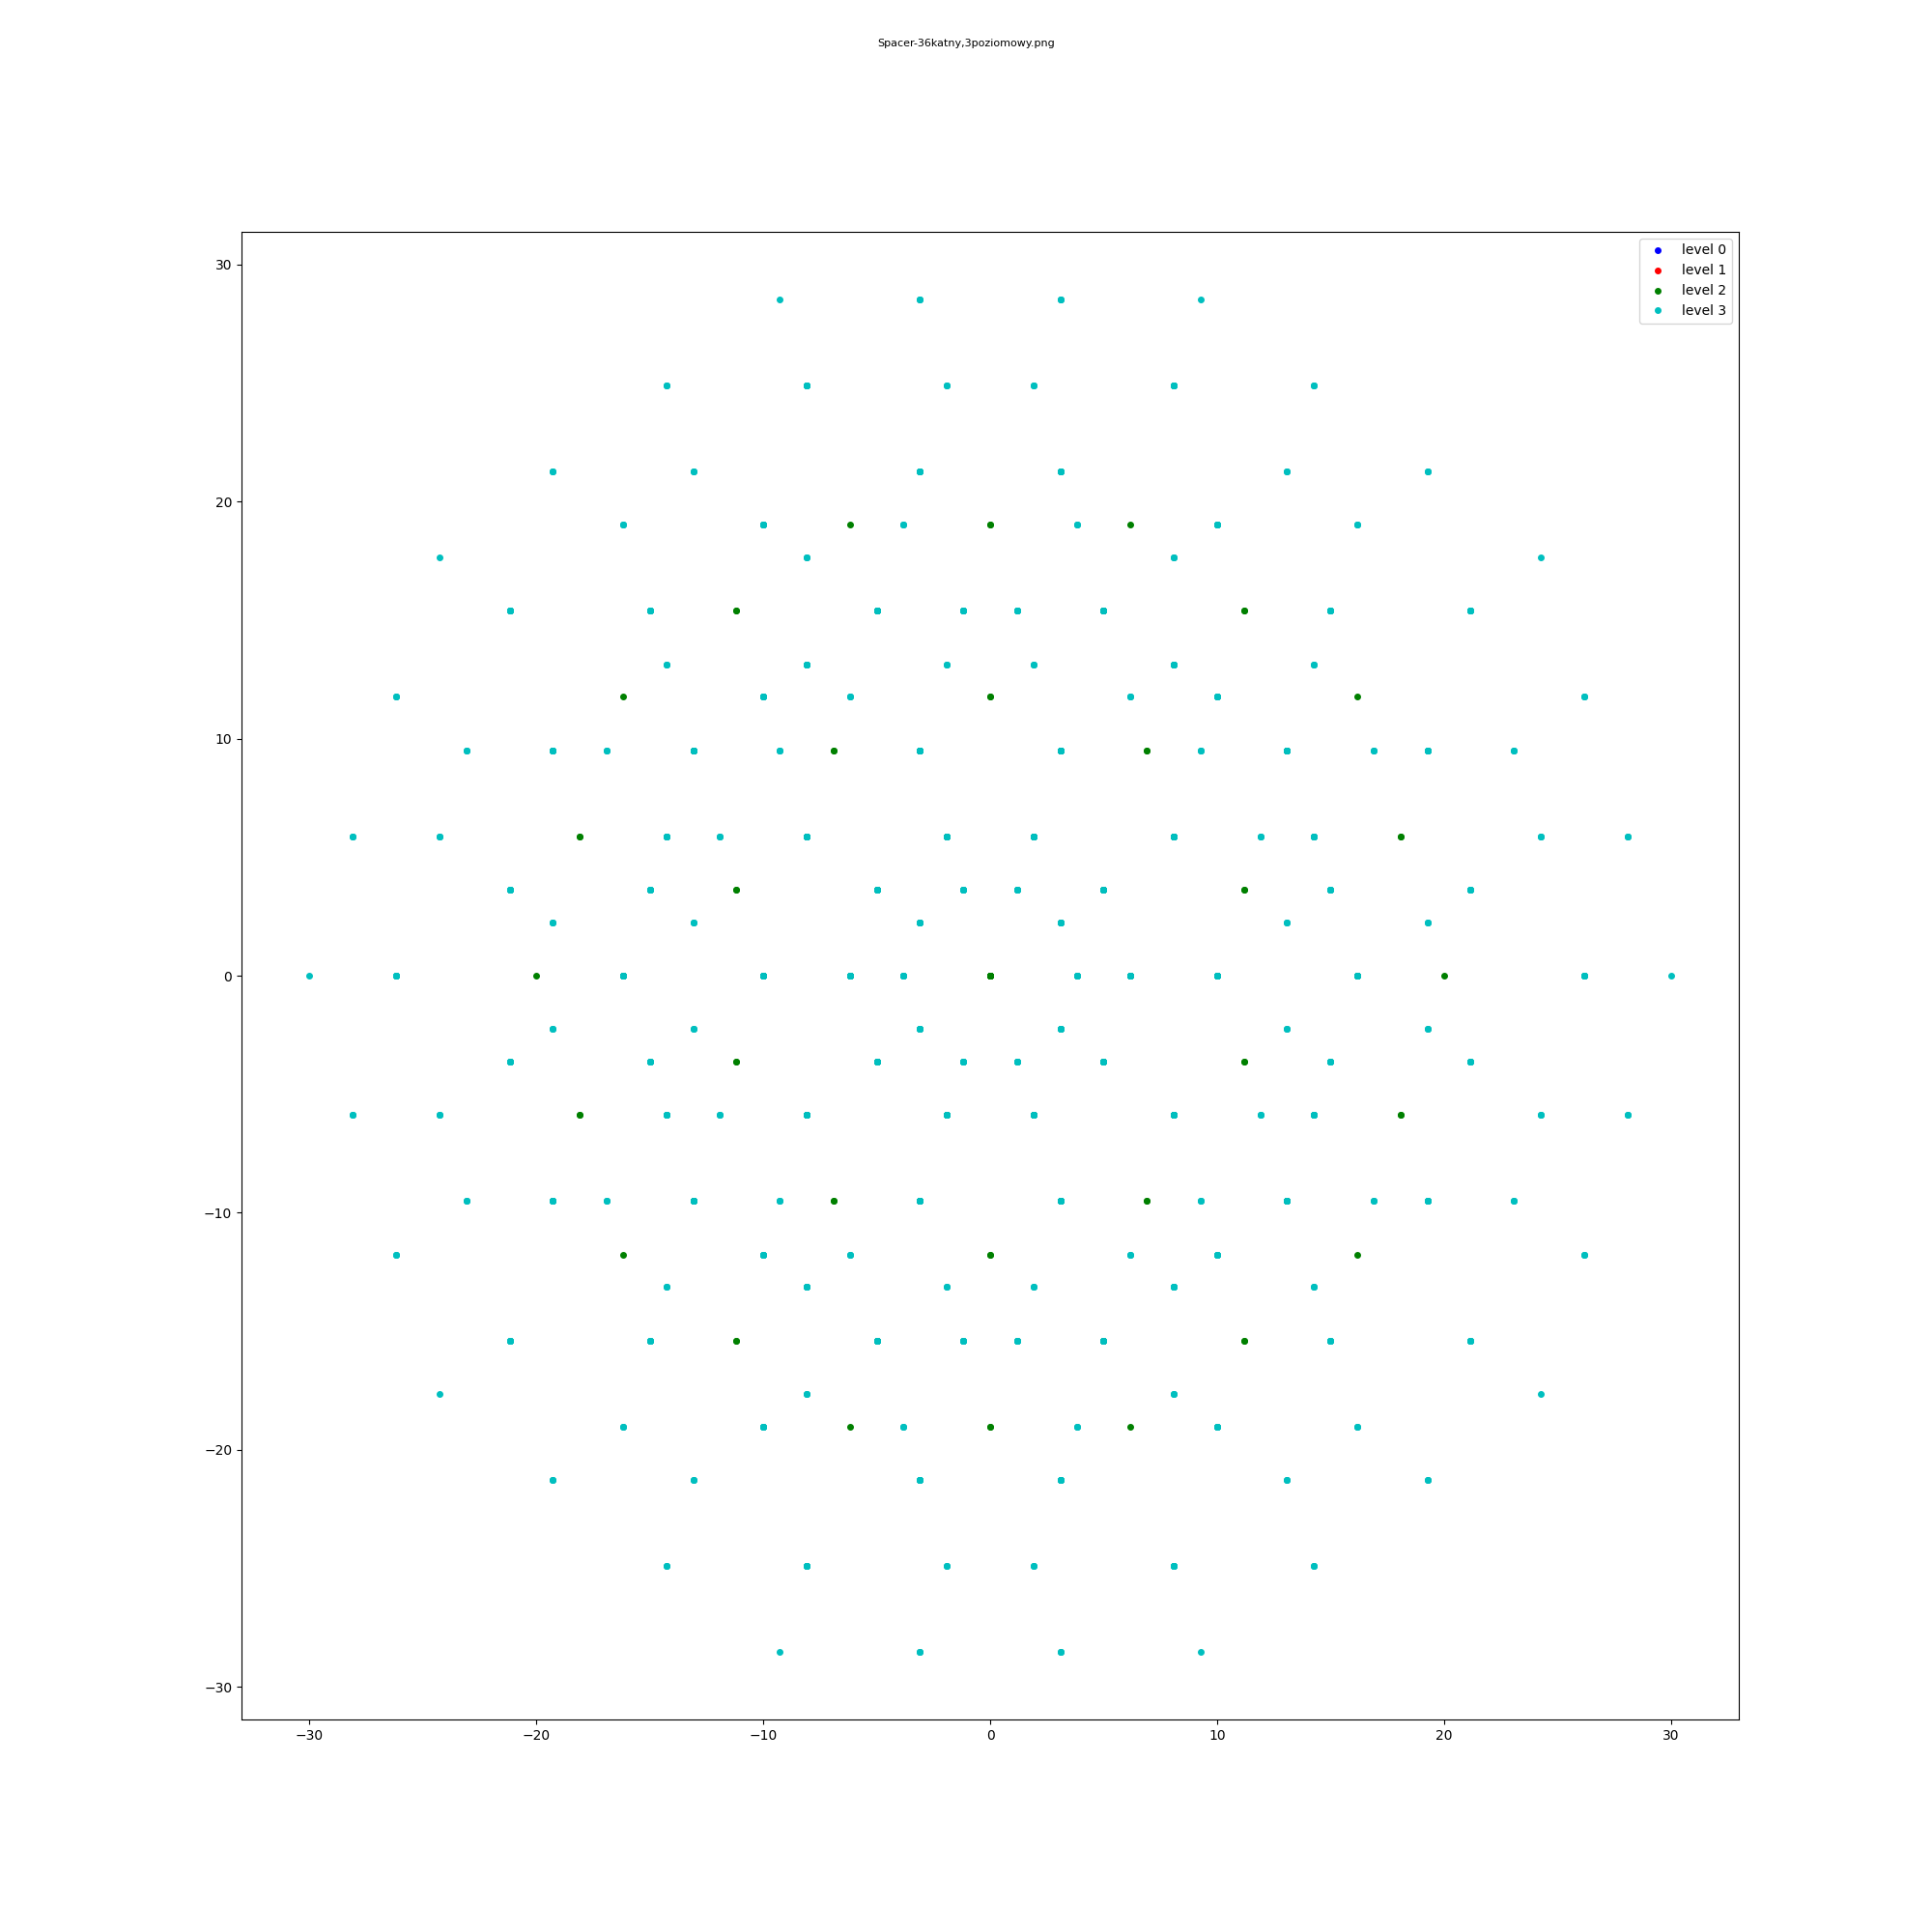 Spacer-36katny,3poziomowy.png
level 0
level 1
level 2
level 3
30
20
10
0
−10
−20
−30
−30 −20 −10 0 10 20 30